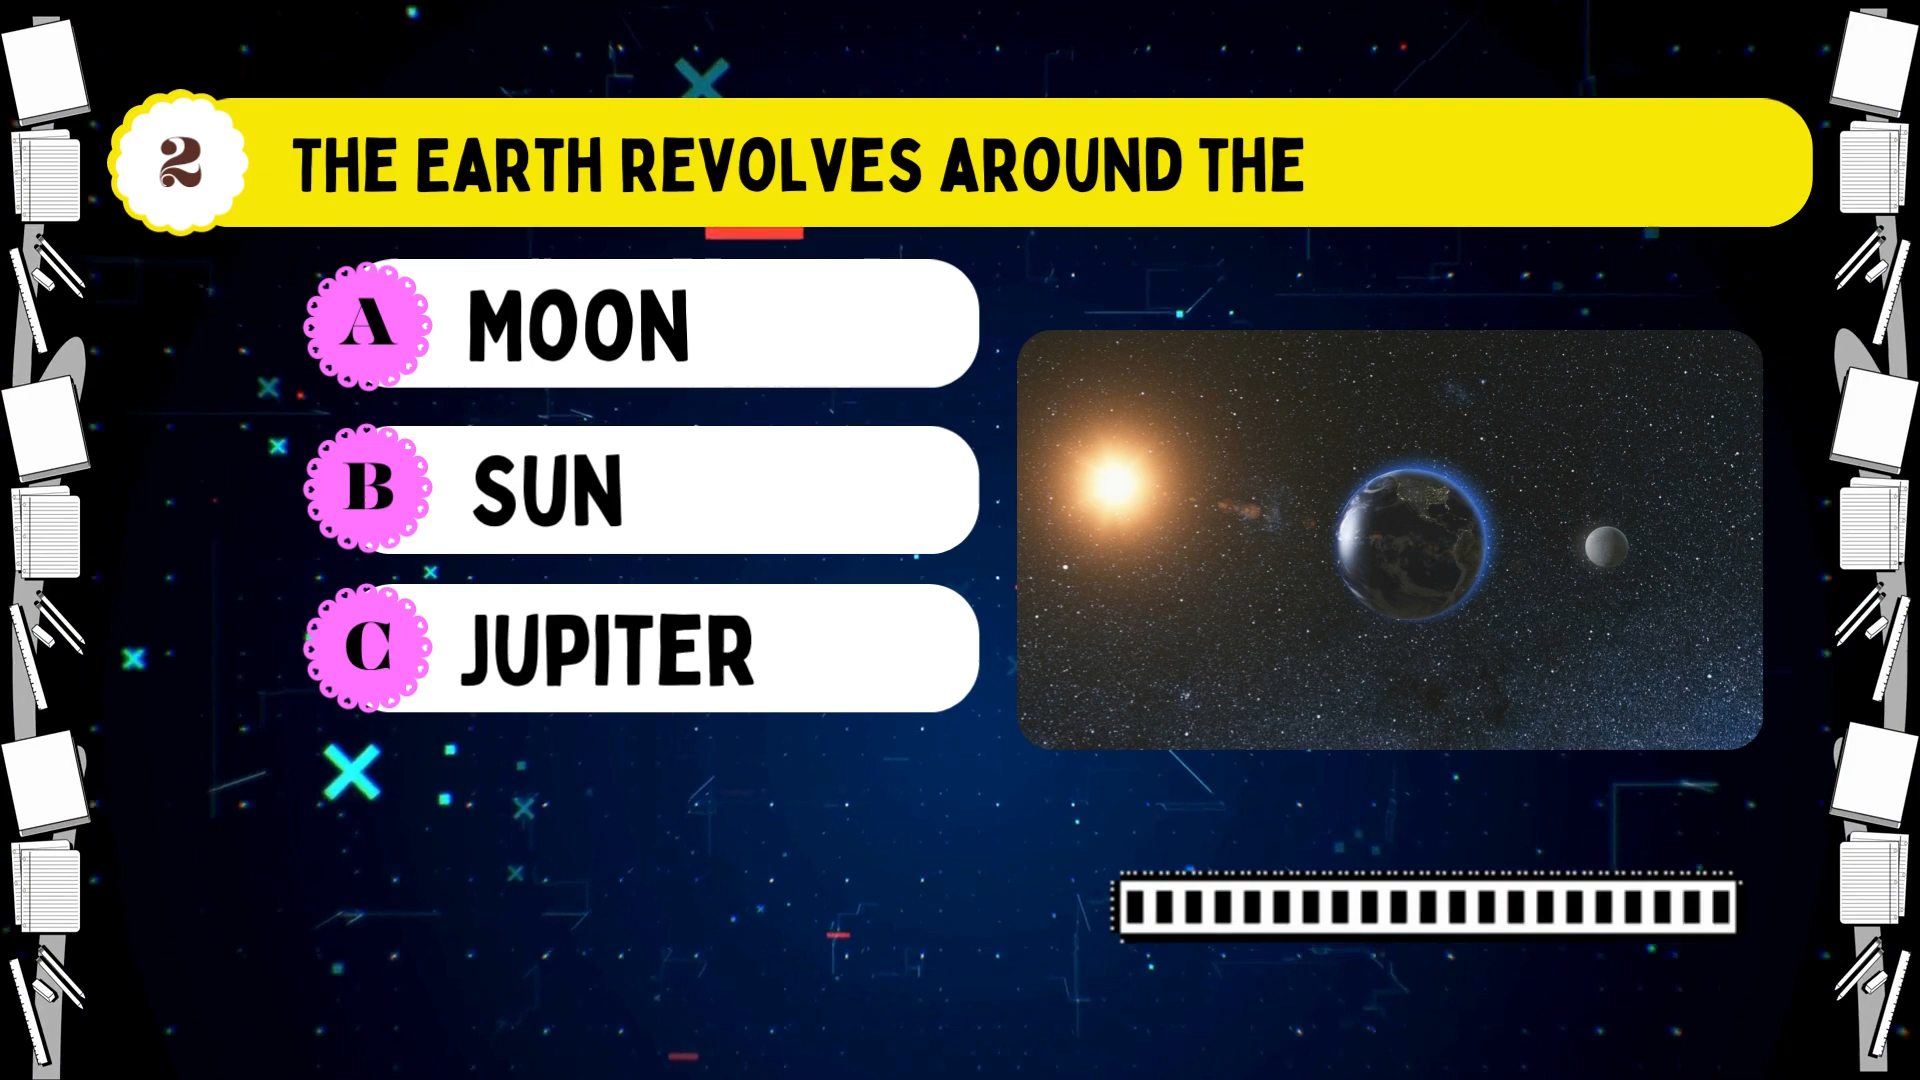 2
THE EARTH REVOLVES AROUND THE
A MOON
B SUN
C JUPITER